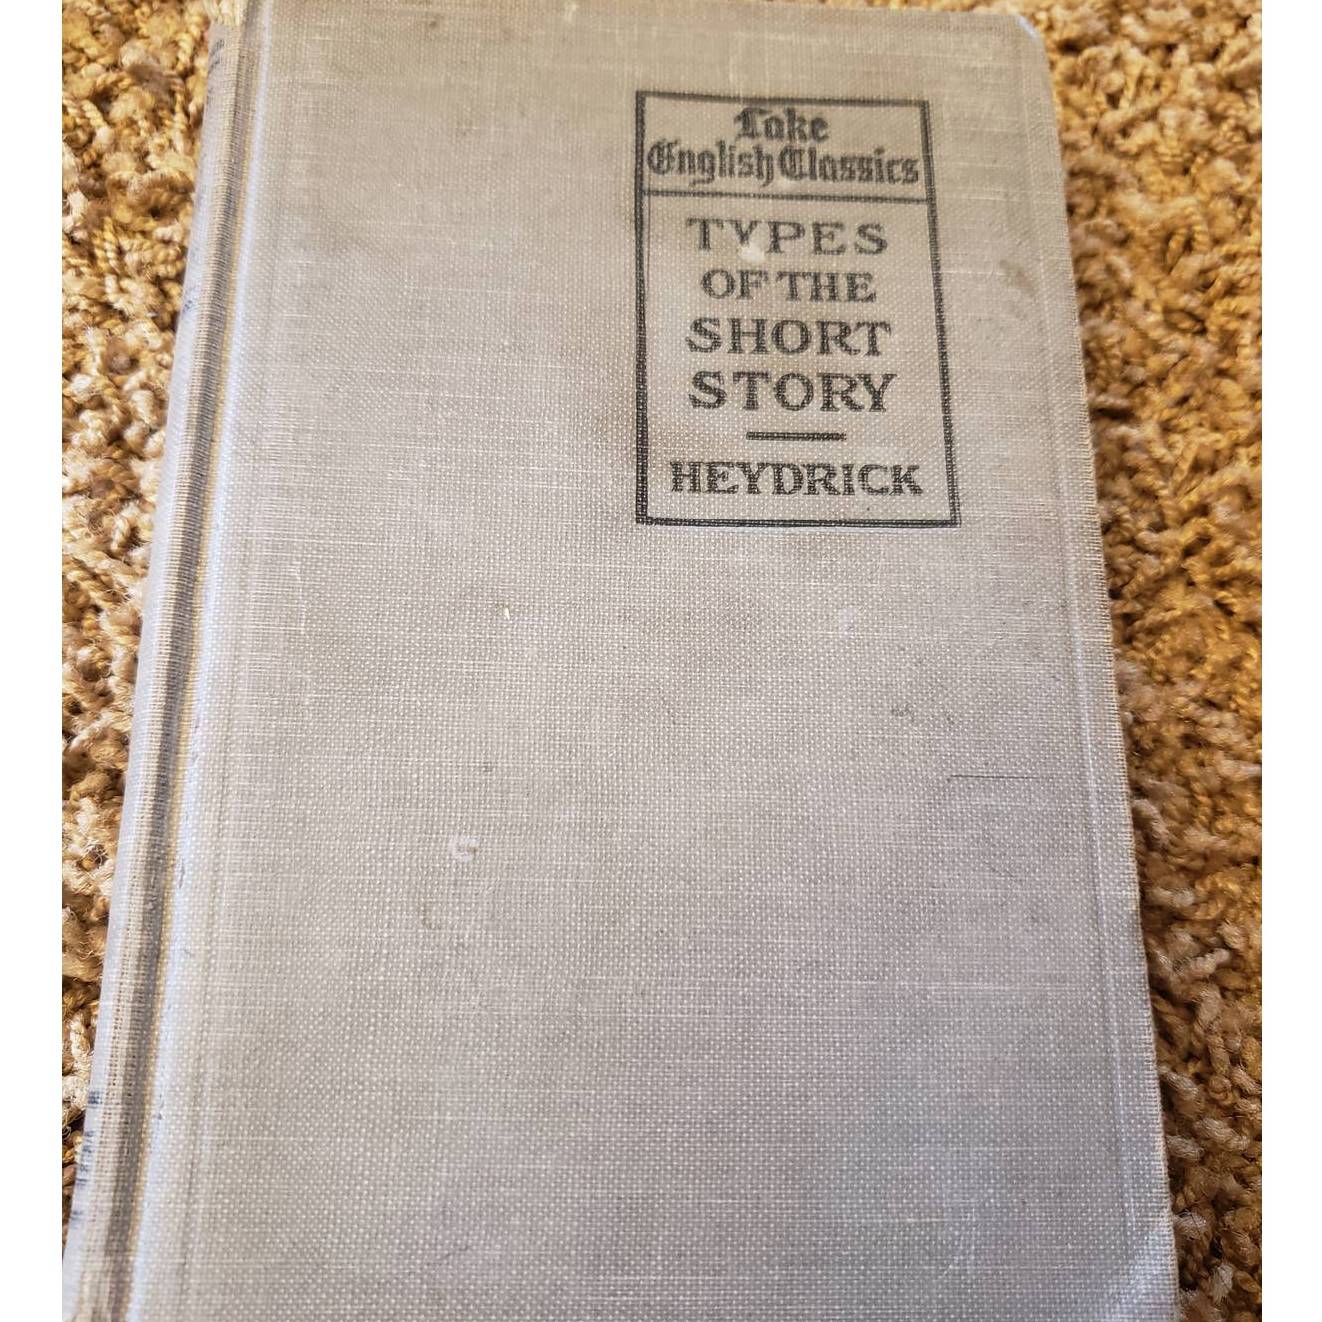 Lake
English Classics
TYPES
OF THE
SHORT
STORY
HEYDRICK